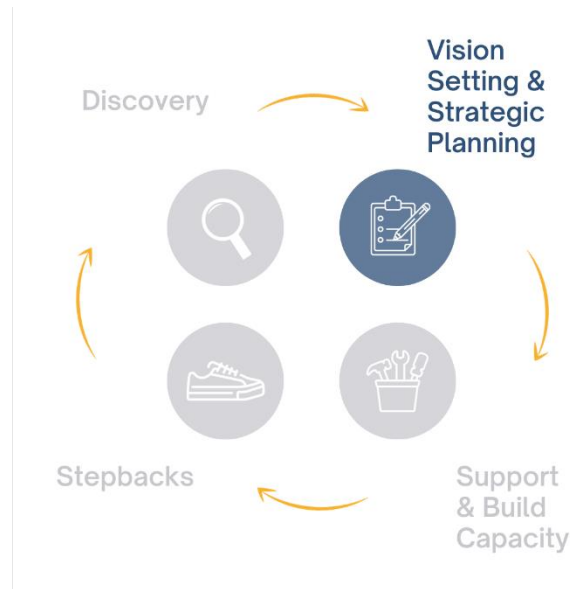 Discovery
Vision
Setting &
Strategic
Planning
Stepbacks
Support
& Build
Capacity